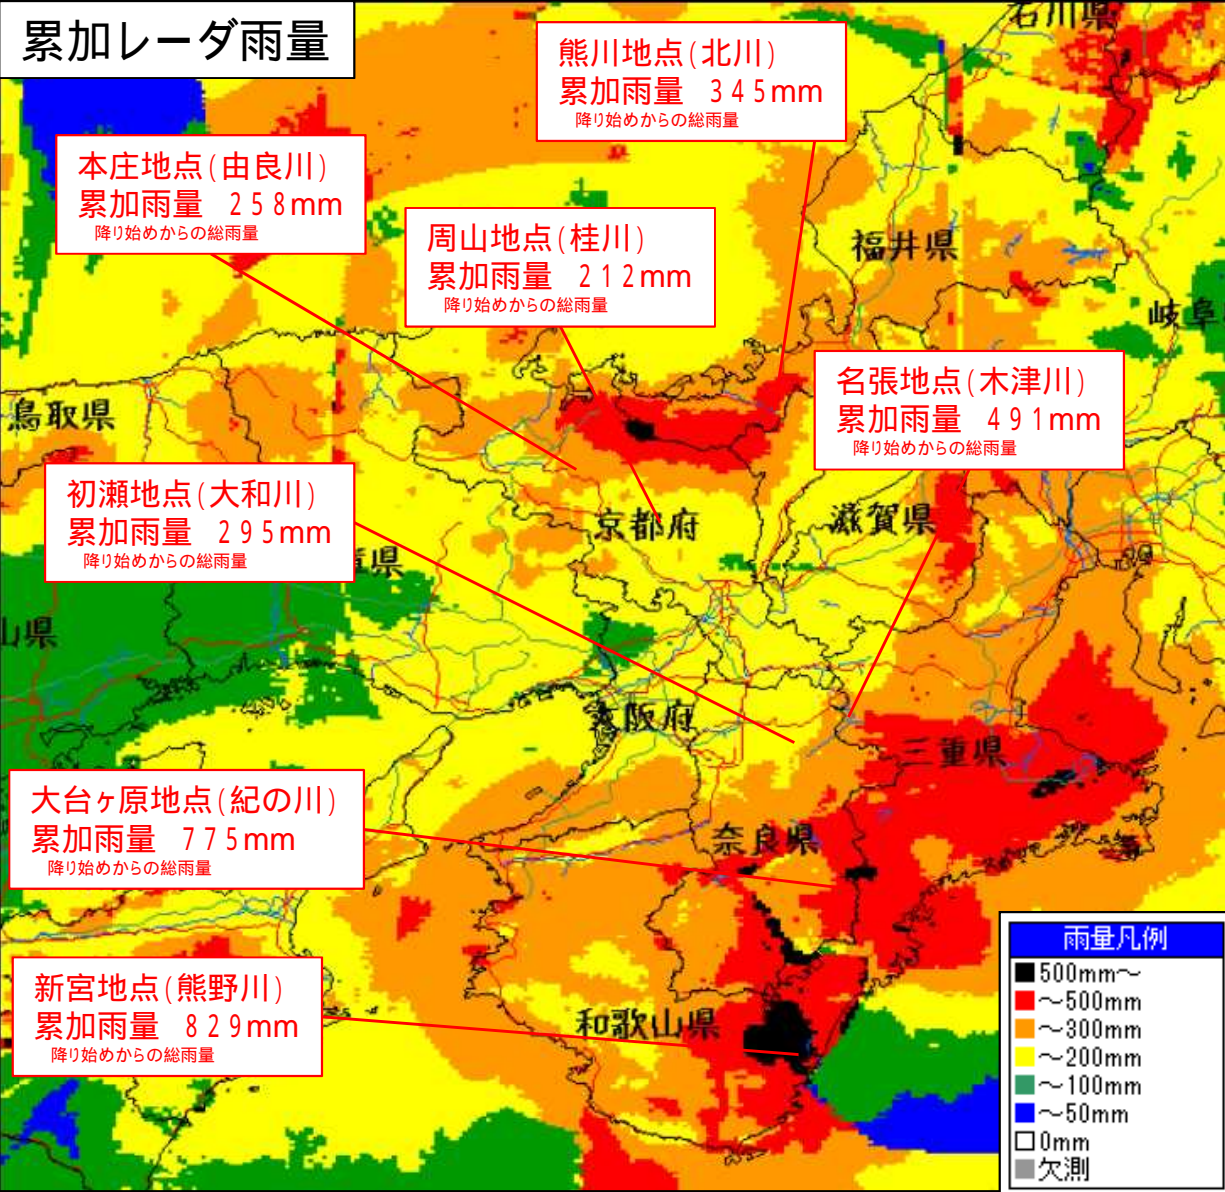 累加レーダ雨量
石川県
熊川地点(北川)
累加雨量 345mm
降り始めからの総雨量
本庄地点(由良川)
累加雨量 258mm
降り始めからの総雨量
周山地点(桂川)
累加雨量 212mm
降り始めからの総雨量
福井県
岐阜
名張地点(木津川)
累加雨量 491mm
降り始めからの総雨量
鳥取県
初瀬地点(大和川)
累加雨量 295mm
降り始めからの総雨量
京都府
滋賀県
県
山県
大阪府
三重県
大台ヶ原地点(紀の川)
累加雨量 775mm
降り始めからの総雨量
奈良県
新宮地点(熊野川)
累加雨量 829mm
降り始めからの総雨量
和歌山県
雨量凡例
500mm～
～500mm
～300mm
～200mm
～100mm
～50mm
0mm
欠測